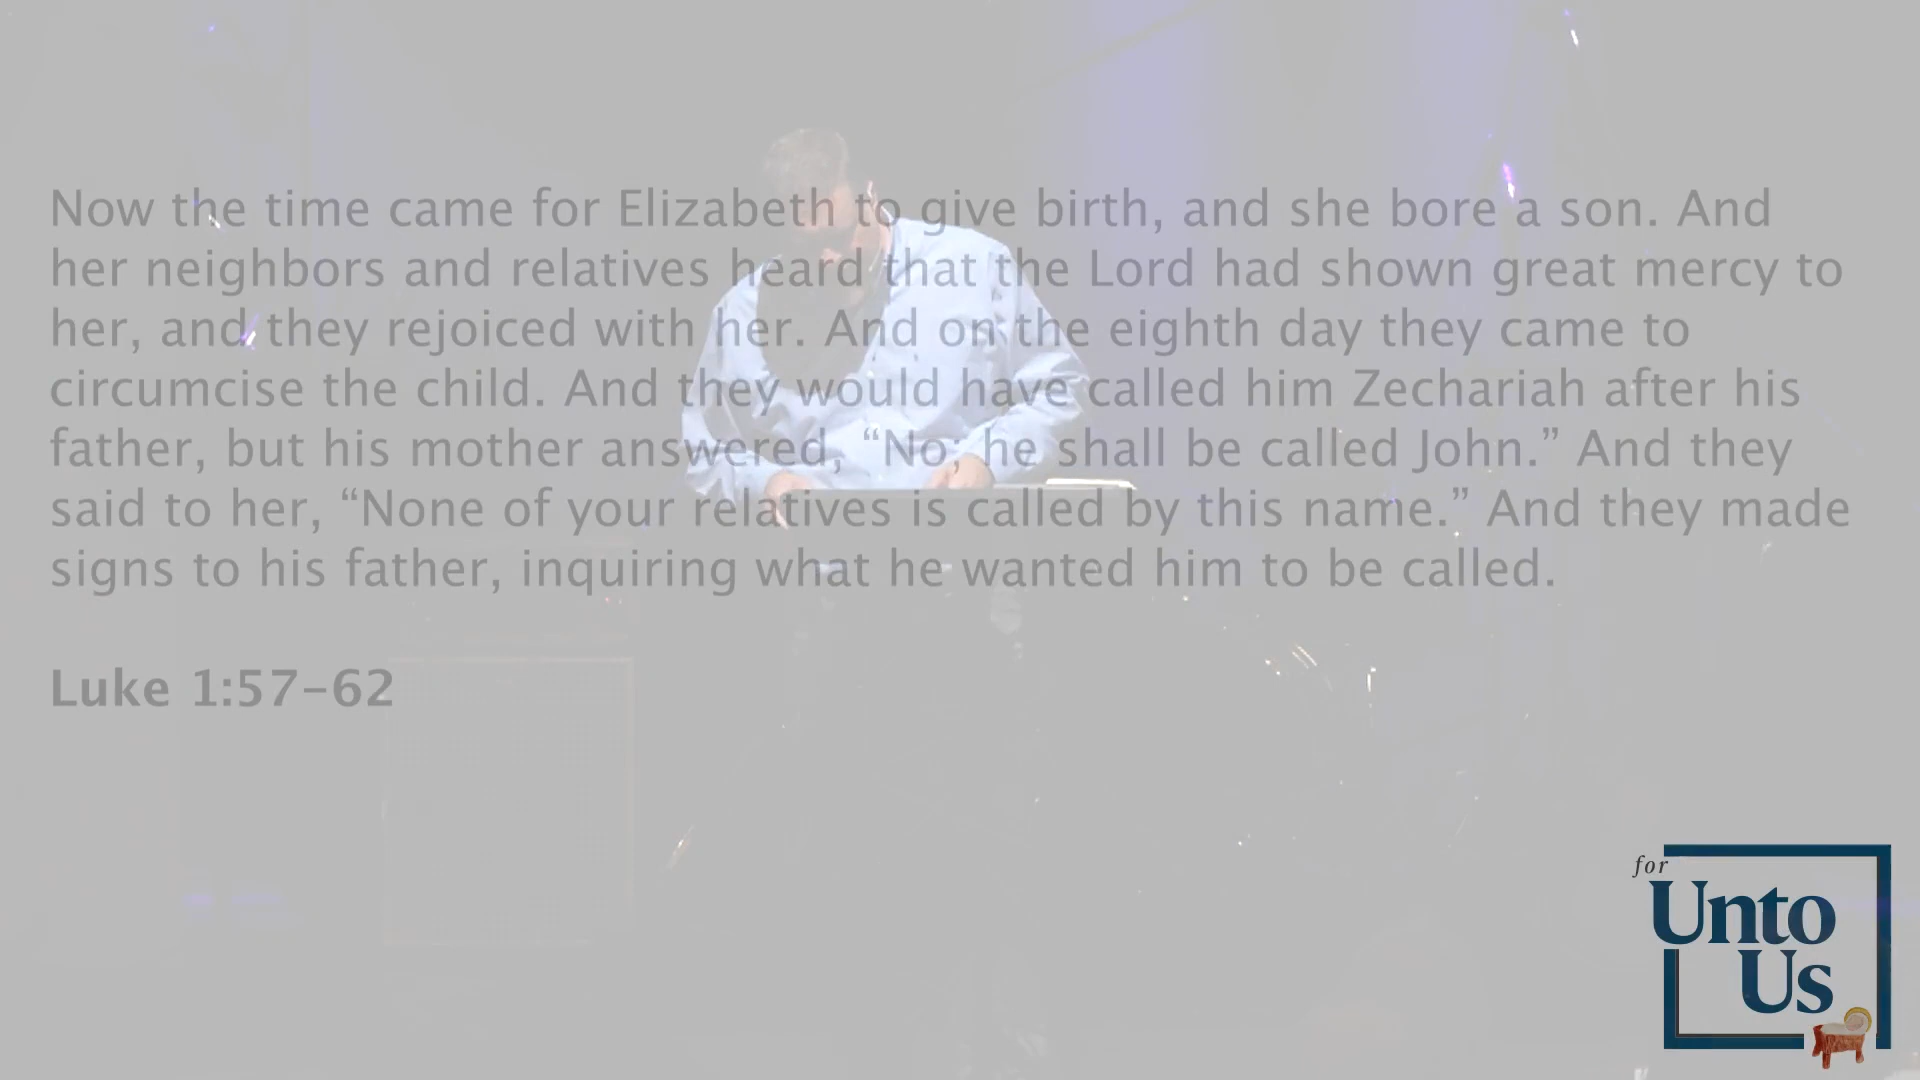 Now the time came for Elizabeth to give birth, and she bore a son. And
her neighbors and relatives heard that the Lord had shown great mercy to
her, and they rejoiced with her. And on the eighth day they came to
circumcise the child. And they would have called him Zechariah after his
father, but his mother answered, “No; he shall be called John.” And they
said to her, “None of your relatives is called by this name.” And they made
signs to his father, inquiring what he wanted him to be called.
Luke 1:57–62
for
Unto
Us